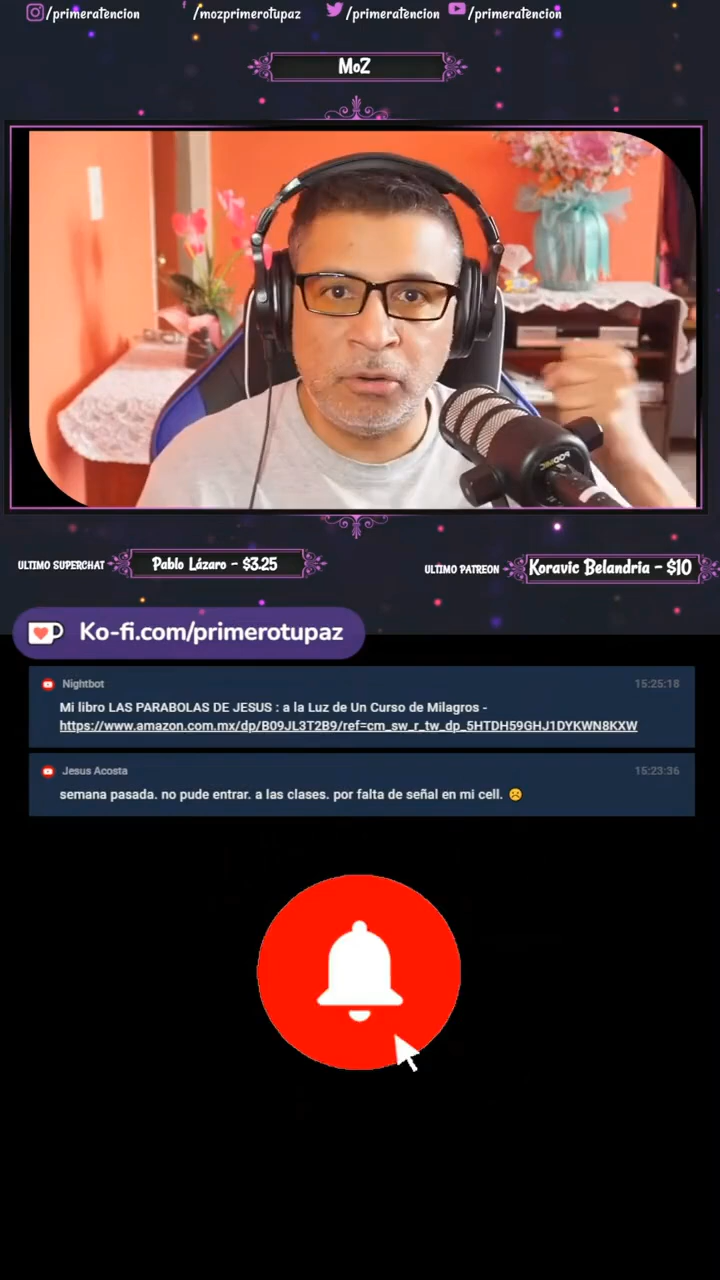 /primeratencion
/mozprimerotupaz
/primeratencion
/primeratencion
MoZ
ULTIMO SUPERCHAT
Pablo Lázaro - $3.25
ULTIMO PATREON
Koravic Belandria - $10
Ko-fi.com/primerotupaz
Nightbot 15:25:18
Mi libro LAS PARABOLAS DE JESUS : a la Luz de Un Curso de Milagros -
https://www.amazon.com.mx/dp/B09JL3T2B9/ref=cm_sw_r_tw_dp_5HTDH59GHJ1DYKWN8KXW
Jesus Acosta 15:23:36
semana pasada. no pude entrar. a las clases. por falta de señal en mi cell. ☹️